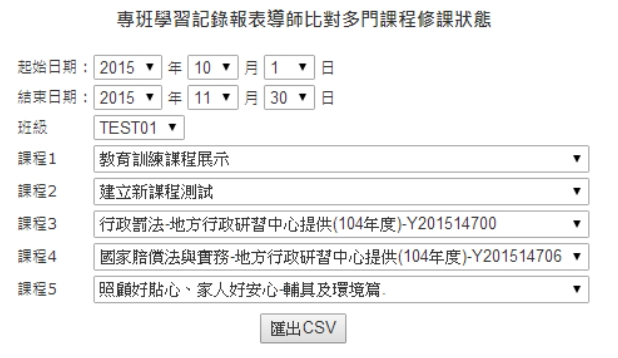 專班學習記錄報表導師比對多門課程修課狀態
起始日期：2015 年 10 月 1 日
結束日期：2015 年 11 月 30 日
班級 TEST01
課程1 教育訓練課程展示
課程2 建立新課程測試
課程3 行政罰法-地方行政研習中心提供(104年度)-Y201514700
課程4 國家賠償法與實務-地方行政研習中心提供(104年度)-Y201514706
課程5 照顧好貼心、家人好安心-輔具及環境篇.
匯出CSV